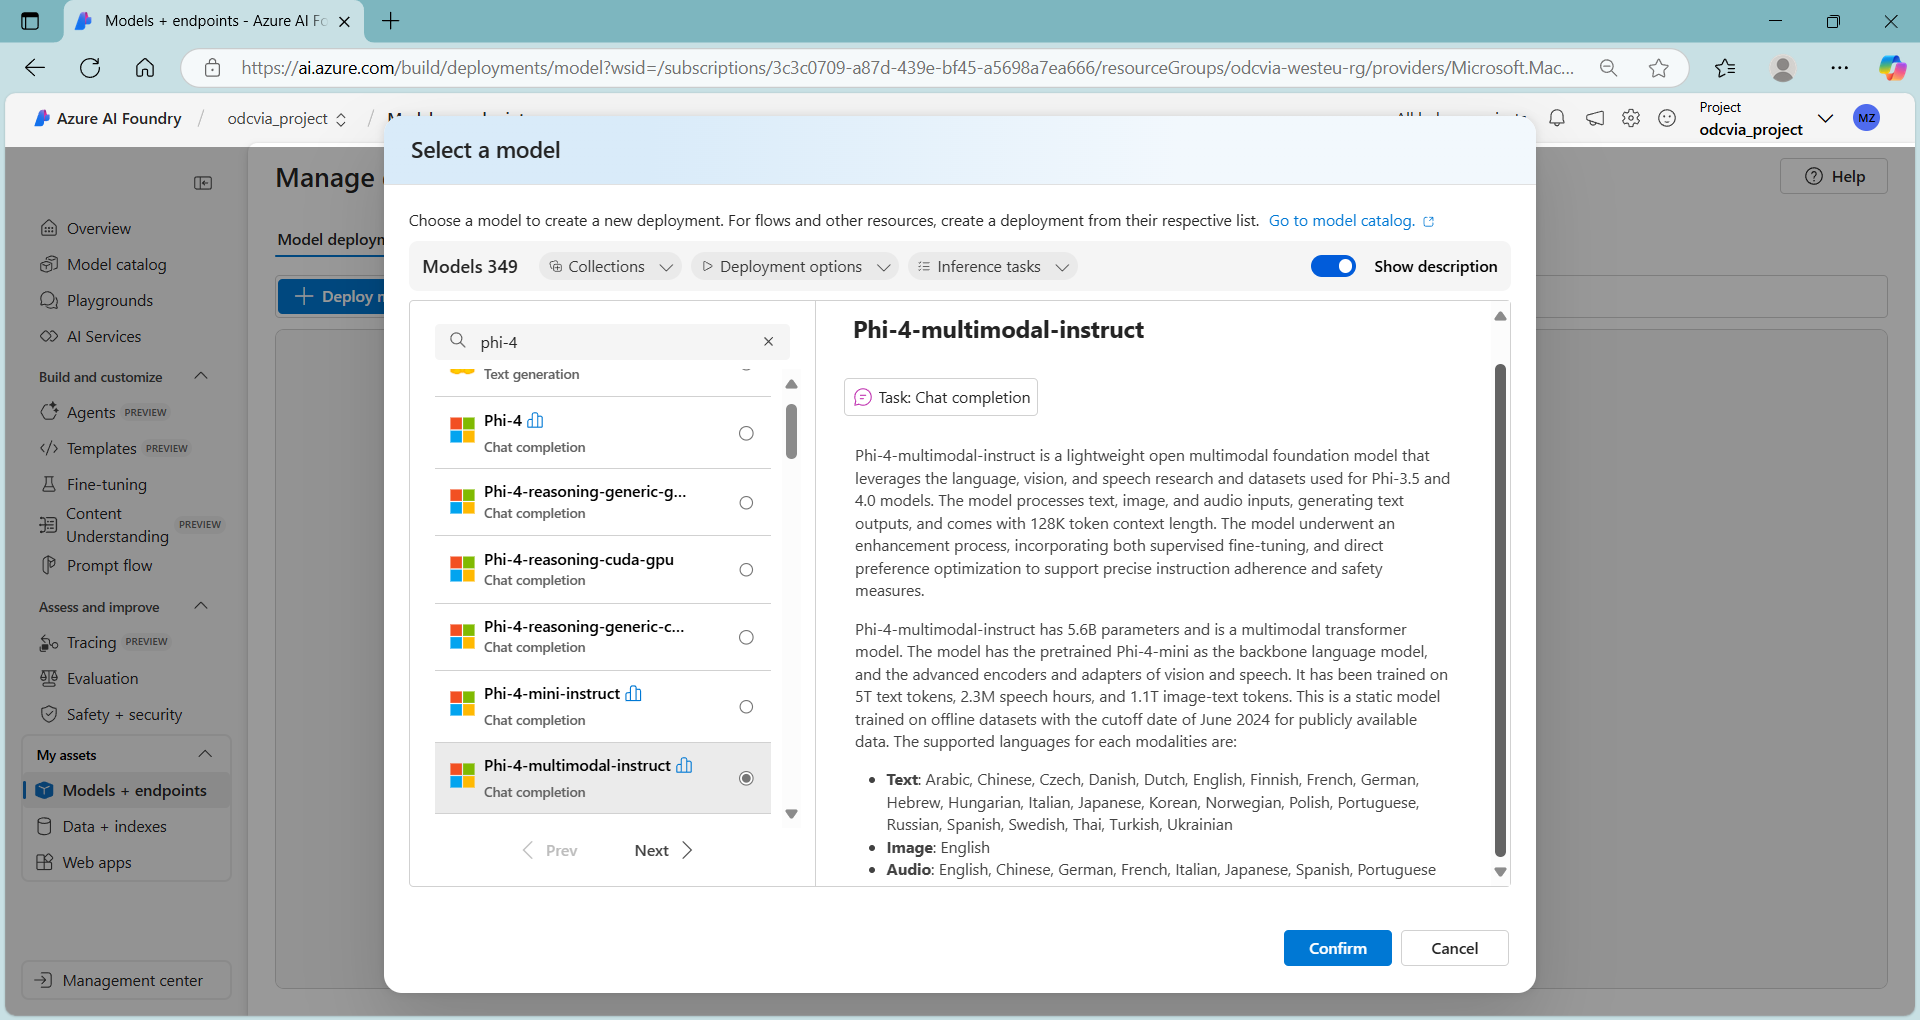 Models + endpoints - Azure AI Fo
https://ai.azure.com/build/deployments/model?wsid=/subscriptions/3c3c0709-a87d-439e-bf45-a5698a7ea666/resourceGroups/odcvia-westeu-rg/providers/Microsoft.Mac...
Azure AI Foundry / odcvia_project /
Project
odcvia_project
MZ
Manage
Help
Overview
Model catalog
Playgrounds
AI Services
Build and customize
Agents PREVIEW
Templates PREVIEW
Fine-tuning
Content
Understanding PREVIEW
Prompt flow
Assess and improve
Tracing PREVIEW
Evaluation
Safety + security
My assets
Models + endpoints
Data + indexes
Web apps
Management center
Model deployn
Deploy
Select a model
Choose a model to create a new deployment. For flows and other resources, create a deployment from their respective list. Go to model catalog.
Models 349 Collections Deployment options Inference tasks Show description
phi-4
Text generation
Phi-4
Chat completion
Phi-4-reasoning-generic-g...
Chat completion
Phi-4-reasoning-cuda-gpu
Chat completion
Phi-4-reasoning-generic-c...
Chat completion
Phi-4-mini-instruct
Chat completion
Phi-4-multimodal-instruct
Chat completion
Prev Next
Phi-4-multimodal-instruct
Task: Chat completion
Phi-4-multimodal-instruct is a lightweight open multimodal foundation model that
leverages the language, vision, and speech research and datasets used for Phi-3.5 and
4.0 models. The model processes text, image, and audio inputs, generating text
outputs, and comes with 128K token context length. The model underwent an
enhancement process, incorporating both supervised fine-tuning, and direct
preference optimization to support precise instruction adherence and safety
measures.
Phi-4-multimodal-instruct has 5.6B parameters and is a multimodal transformer
model. The model has the pretrained Phi-4-mini as the backbone language model,
and the advanced encoders and adapters of vision and speech. It has been trained on
5T text tokens, 2.3M speech hours, and 1.1T image-text tokens. This is a static model
trained on offline datasets with the cutoff date of June 2024 for publicly available
data. The supported languages for each modalities are:
• Text: Arabic, Chinese, Czech, Danish, Dutch, English, Finnish, French, German,
Hebrew, Hungarian, Italian, Japanese, Korean, Norwegian, Polish, Portuguese,
Russian, Spanish, Swedish, Thai, Turkish, Ukrainian
• Image: English
• Audio: English, Chinese, German, French, Italian, Japanese, Spanish, Portuguese
Confirm Cancel